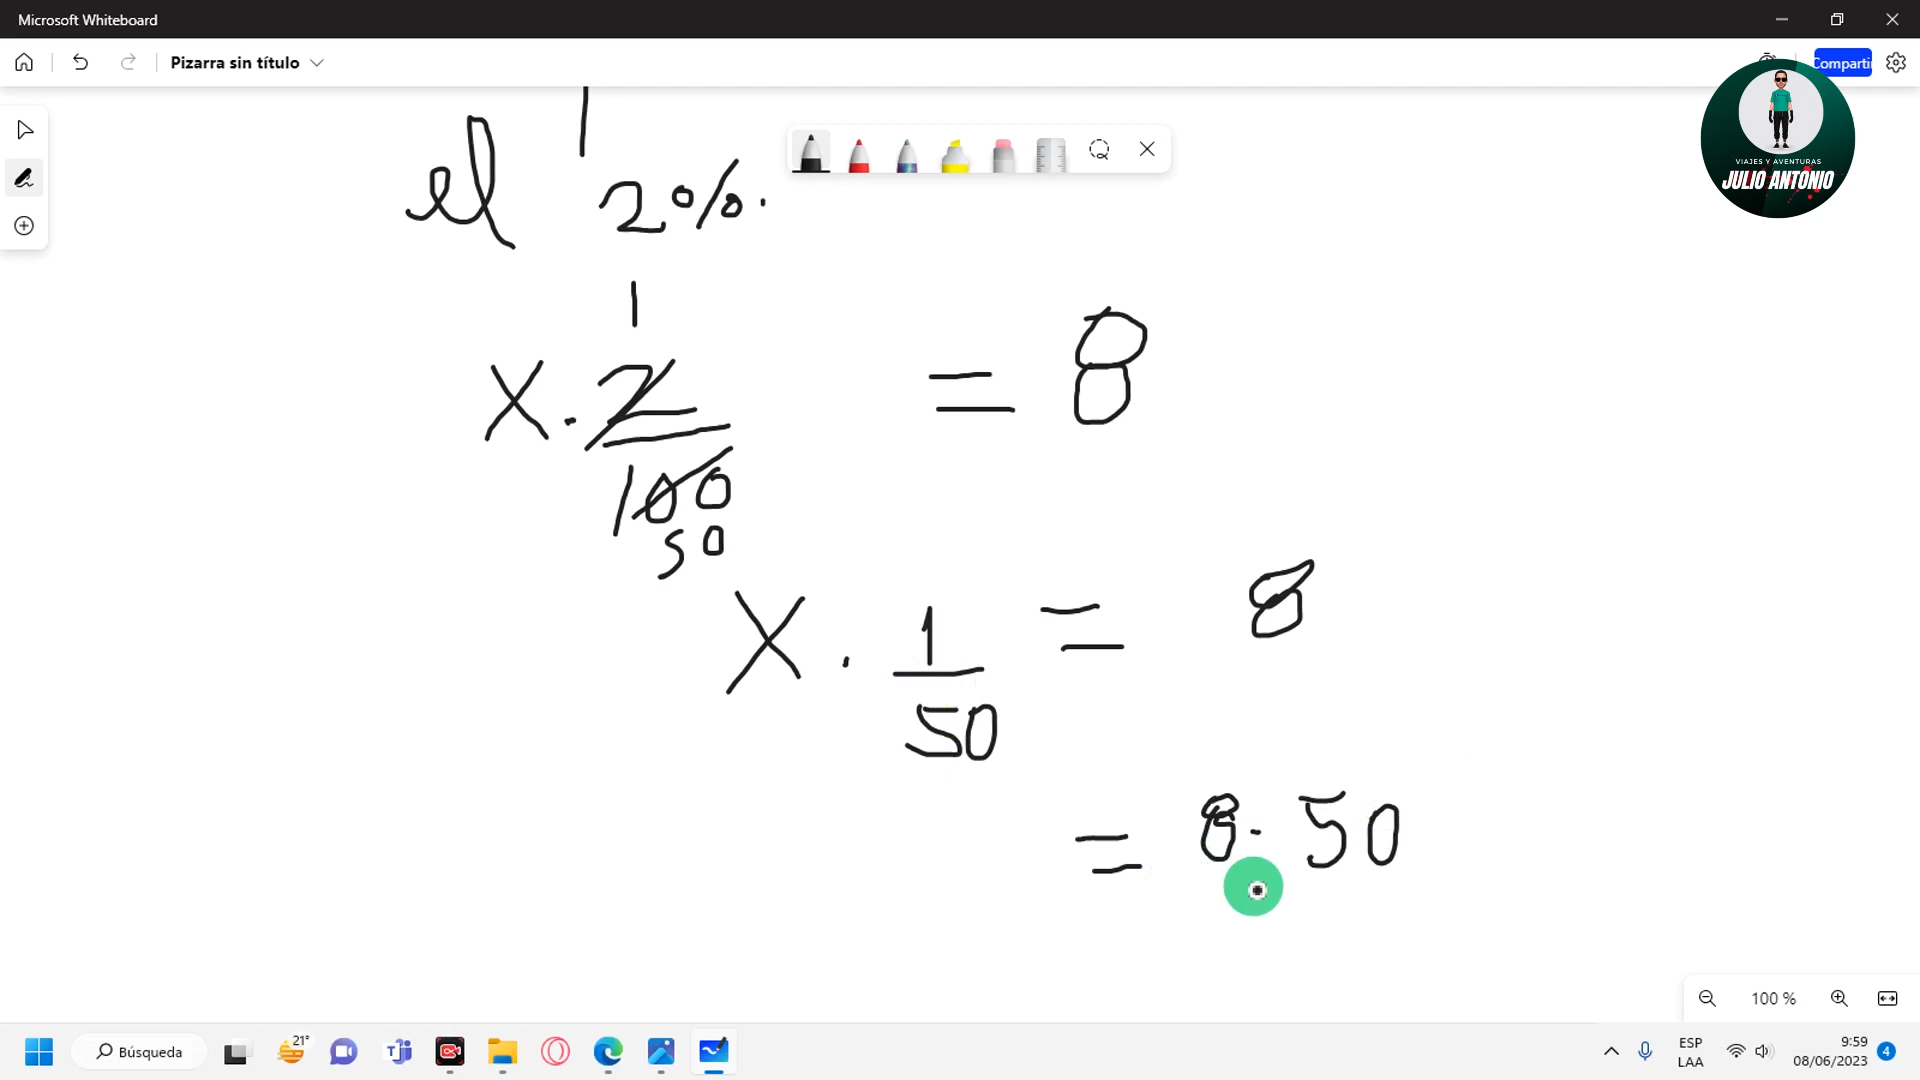 Microsoft Whiteboard
Pizarra sin título
Comparti
VIAJES Y AVENTURAS
JULIO ANTONIO
el 2%.
1
X . 2/100 = 8
50
X . 1/50 = 8
= 8 · 50
100 %
Búsqueda
21°
ESP
LAA
9:59
08/06/2023
4